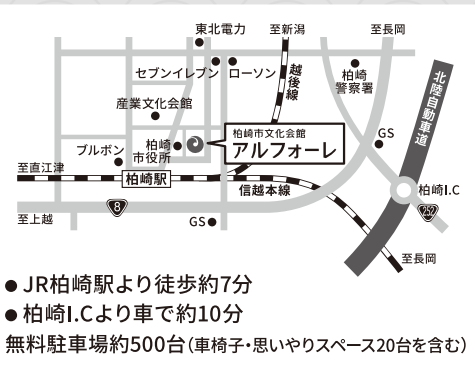 東北電力
至新潟
至長岡
セブンイレブン
ローソン
越後線
柏崎
警察署
北陸自動車道
産業文化会館
柏崎市文化会館
アルフォーレ
GS
ブルボン
柏崎
市役所
至直江津
柏崎駅
信越本線
柏崎I.C
8
252
至上越
GS
至長岡
● JR柏崎駅より徒歩約7分
● 柏崎I.Cより車で約10分
無料駐車場約500台(車椅子・思いやりスペース20台を含む)